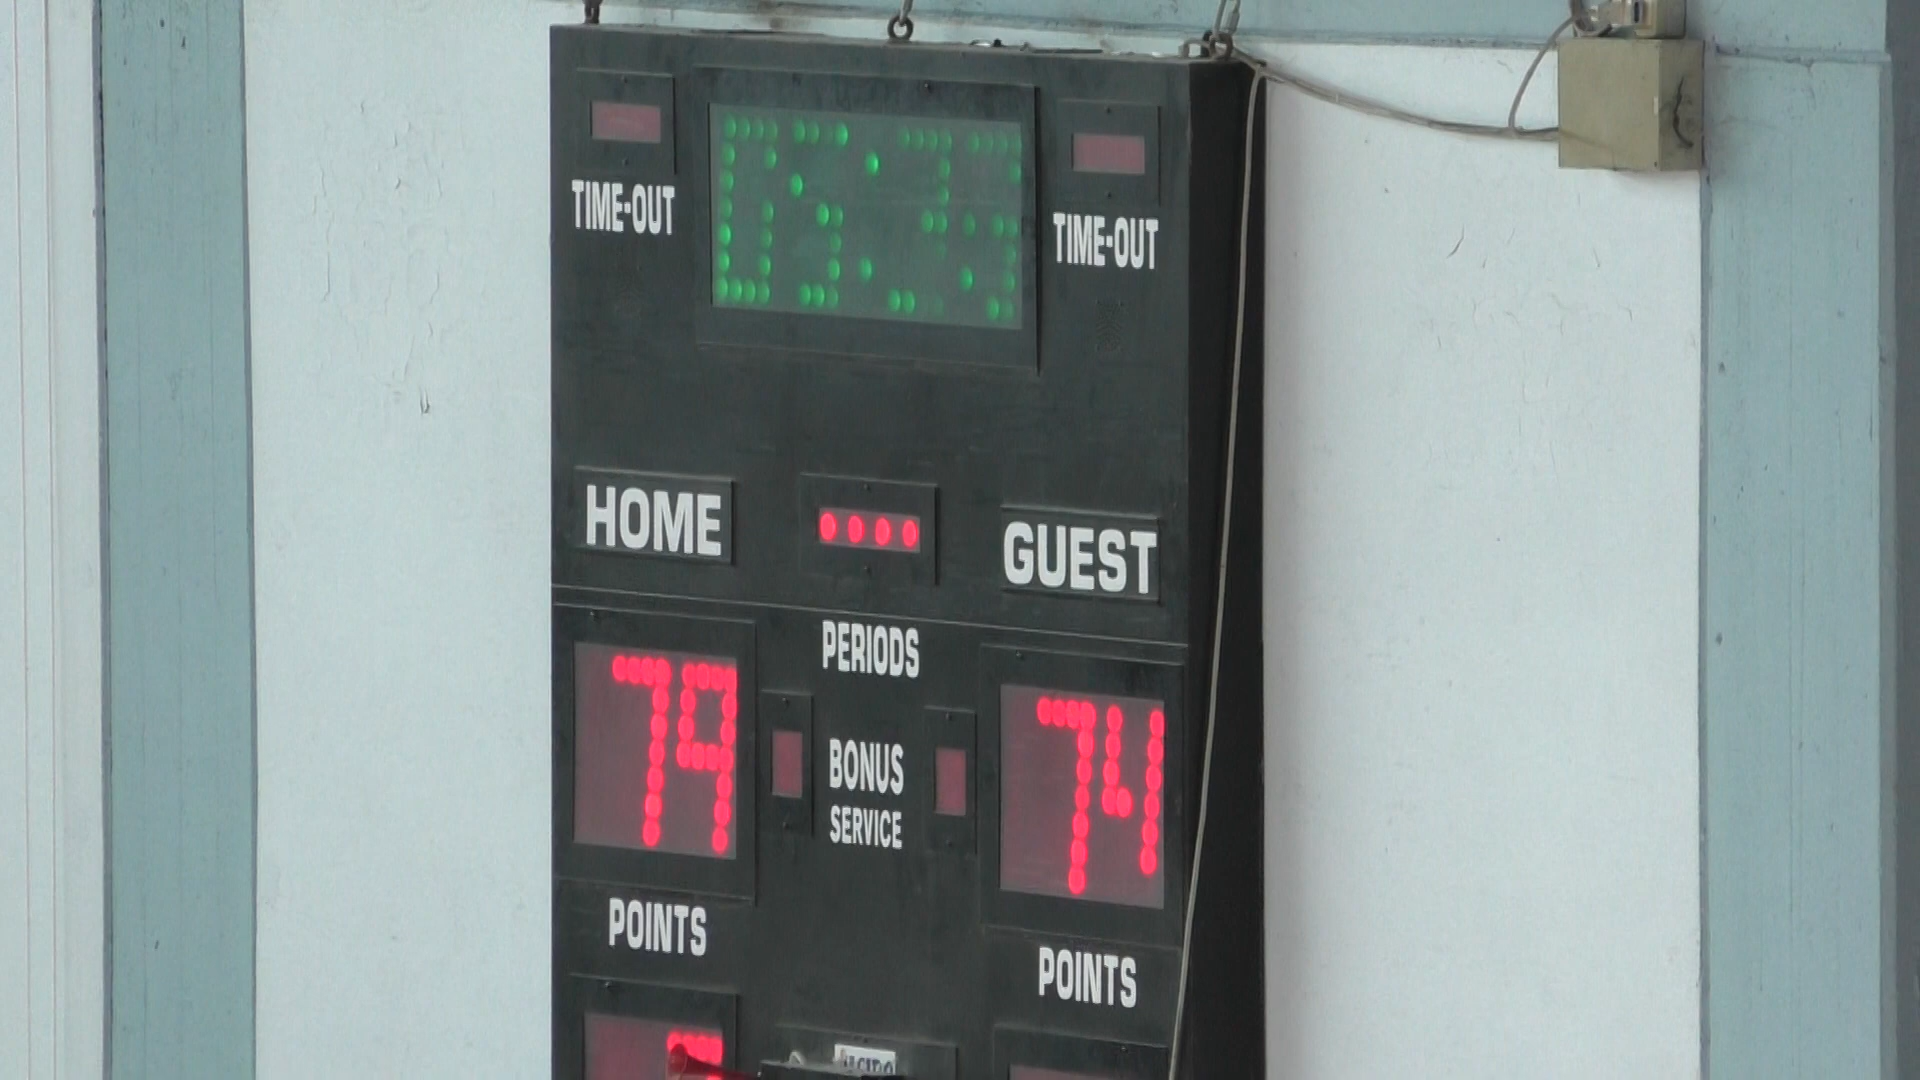 TIME-OUT
TIME-OUT
HOME
GUEST
PERIODS
79
74
BONUS
SERVICE
POINTS
POINTS